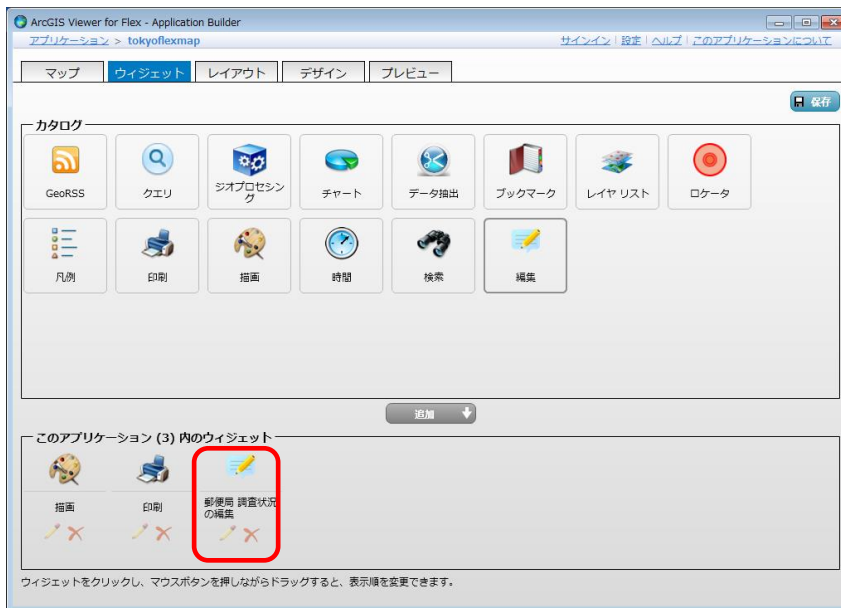 ArcGIS Viewer for Flex - Application Builder
アプリケーション > tokyoflexmap
サインイン | 設定 | ヘルプ | このアプリケーションについて
マップ ウィジェット レイアウト デザイン プレビュー
保存
カタログ
GeoRSS クエリ ジオプロセシン チャート データ抽出 ブックマーク レイヤ リスト ロケータ
グ
凡例 印刷 描画 時間 検索 編集
追加
このアプリケーション (3) 内のウィジェット
描画 印刷 郵便局 調査状況
の編集
ウィジェットをクリックし、マウスボタンを押しながらドラッグすると、表示順を変更できます。